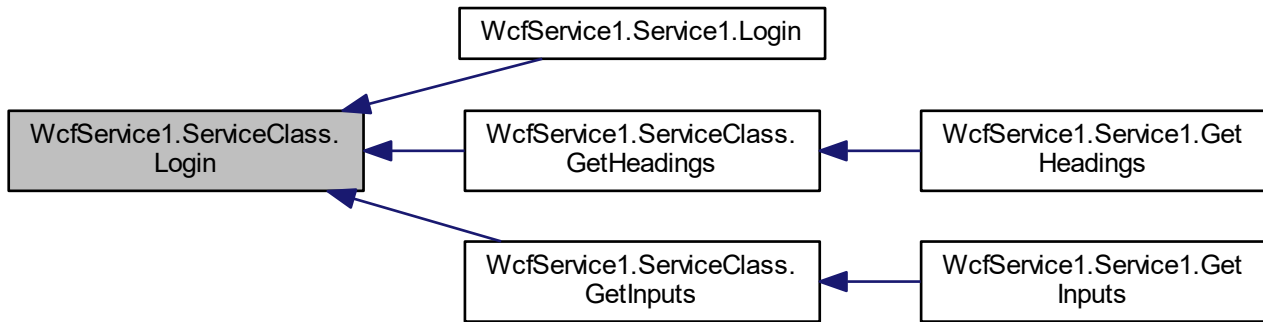 WcfService1.Service1.Login
WcfService1.ServiceClass.
Login
WcfService1.ServiceClass.
GetHeadings
WcfService1.Service1.Get
Headings
WcfService1.ServiceClass.
GetInputs
WcfService1.Service1.Get
Inputs